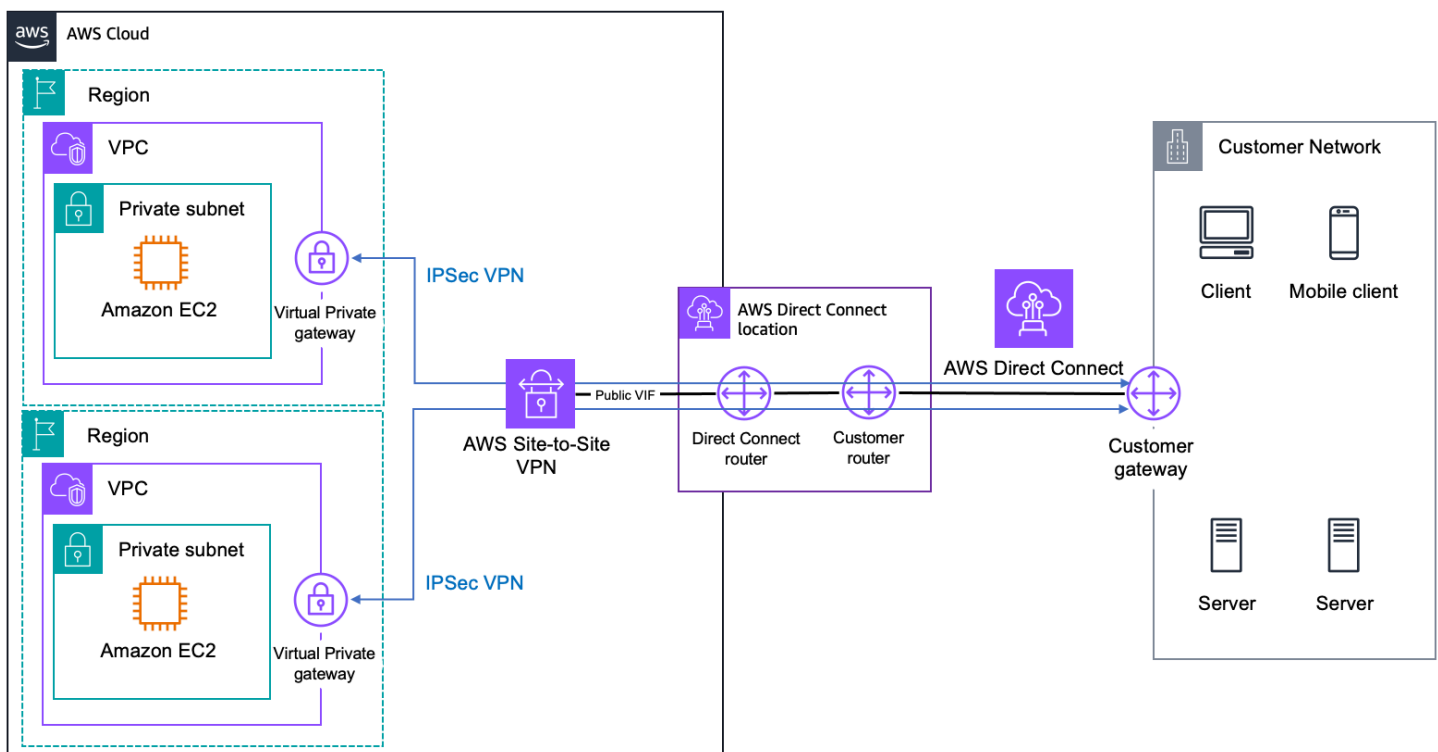 aws
AWS Cloud
Region
VPC
Private subnet
Amazon EC2
Virtual Private
gateway
IPSec VPN
Region
VPC
Private subnet
Amazon EC2
Virtual Private
gateway
IPSec VPN
AWS Site-to-Site
VPN
Public VIF
AWS Direct Connect
location
Direct Connect
router
Customer
router
AWS Direct Connect
Customer
gateway
Customer Network
Client
Mobile client
Server
Server